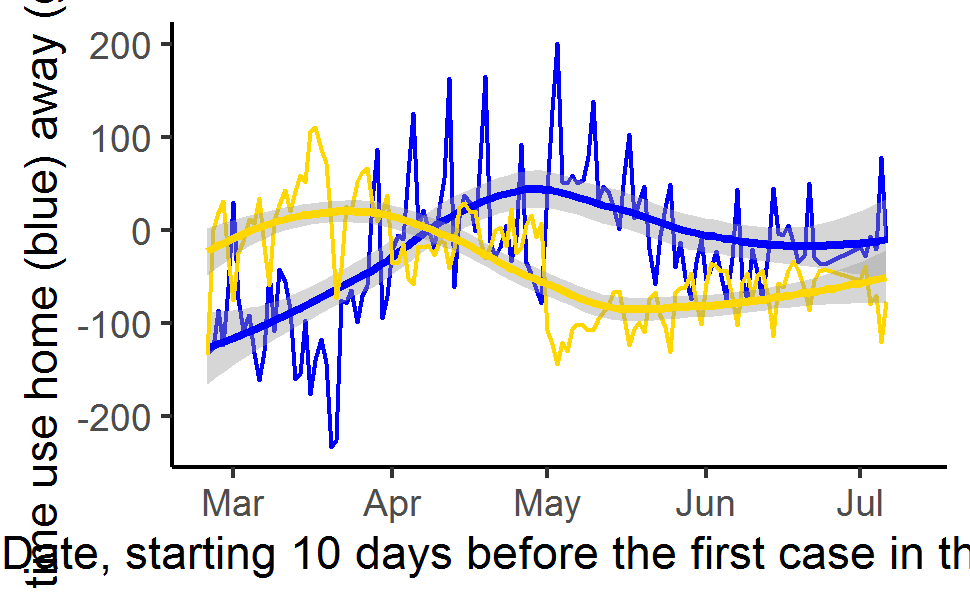 time use home (blue) away (
200
100
0
-100
-200
Mar Apr May Jun Jul
Date, starting 10 days before the first case in th